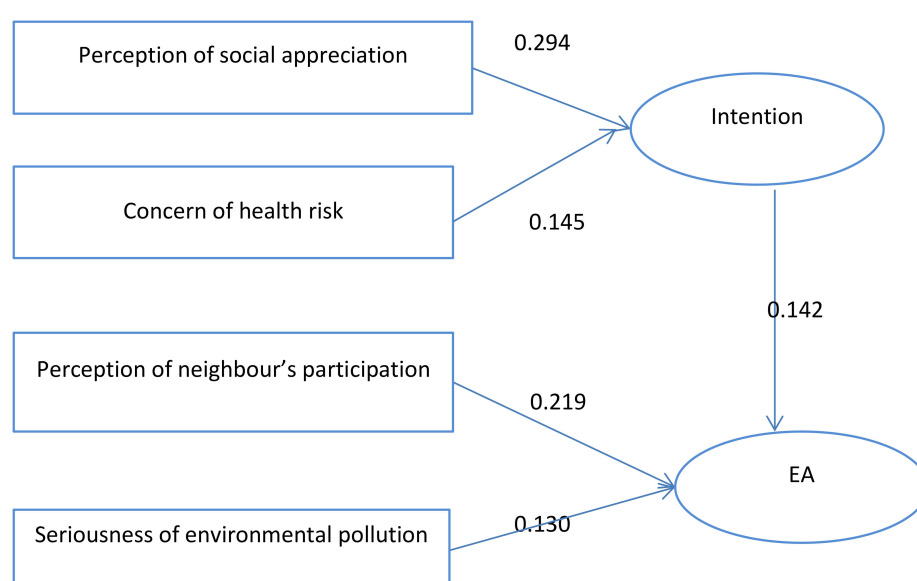 Perception of social appreciation
0.294
Intention
Concern of health risk
0.145
0.142
Perception of neighbour’s participation
0.219
EA
Seriousness of environmental pollution
0.130